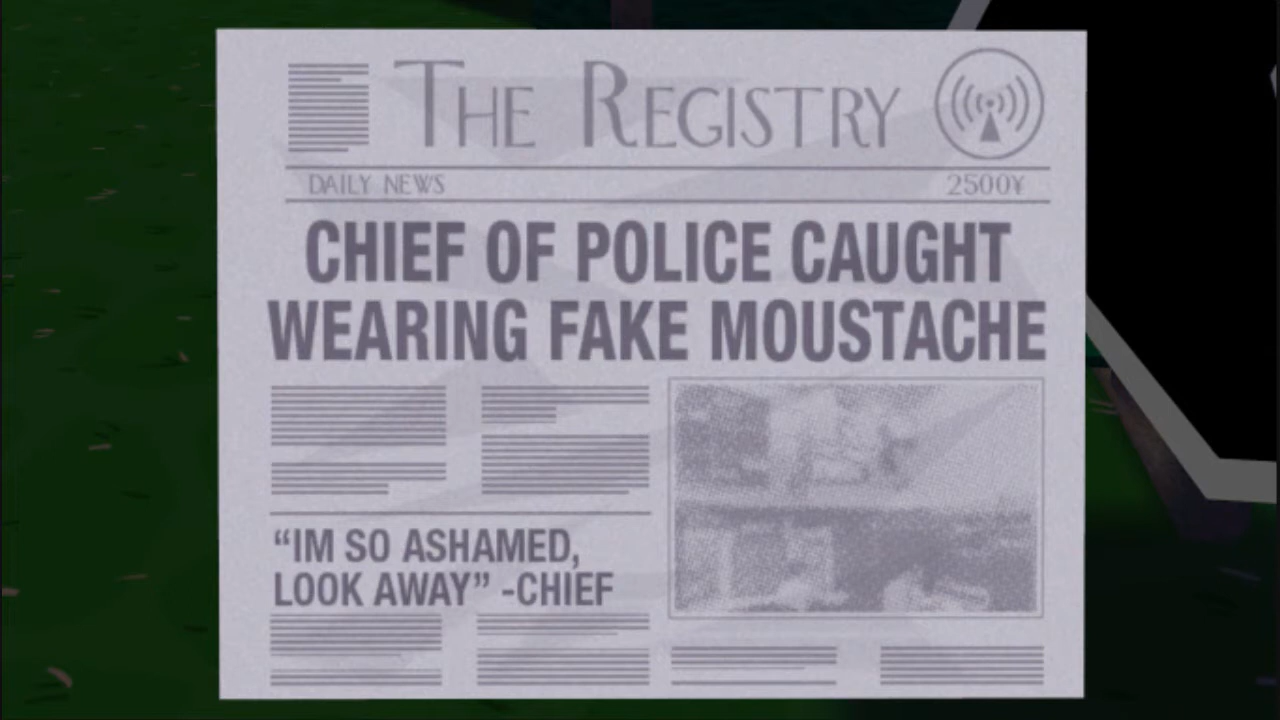 THE REGISTRY
DAILY NEWS
2500¥
CHIEF OF POLICE CAUGHT
WEARING FAKE MOUSTACHE
“IM SO ASHAMED,
LOOK AWAY” -CHIEF